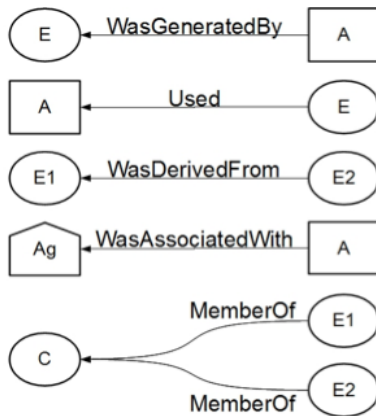 E WasGeneratedBy A
A Used E
E1 WasDerivedFrom E2
Ag WasAssociatedWith A
MemberOf E1
C
MemberOf E2